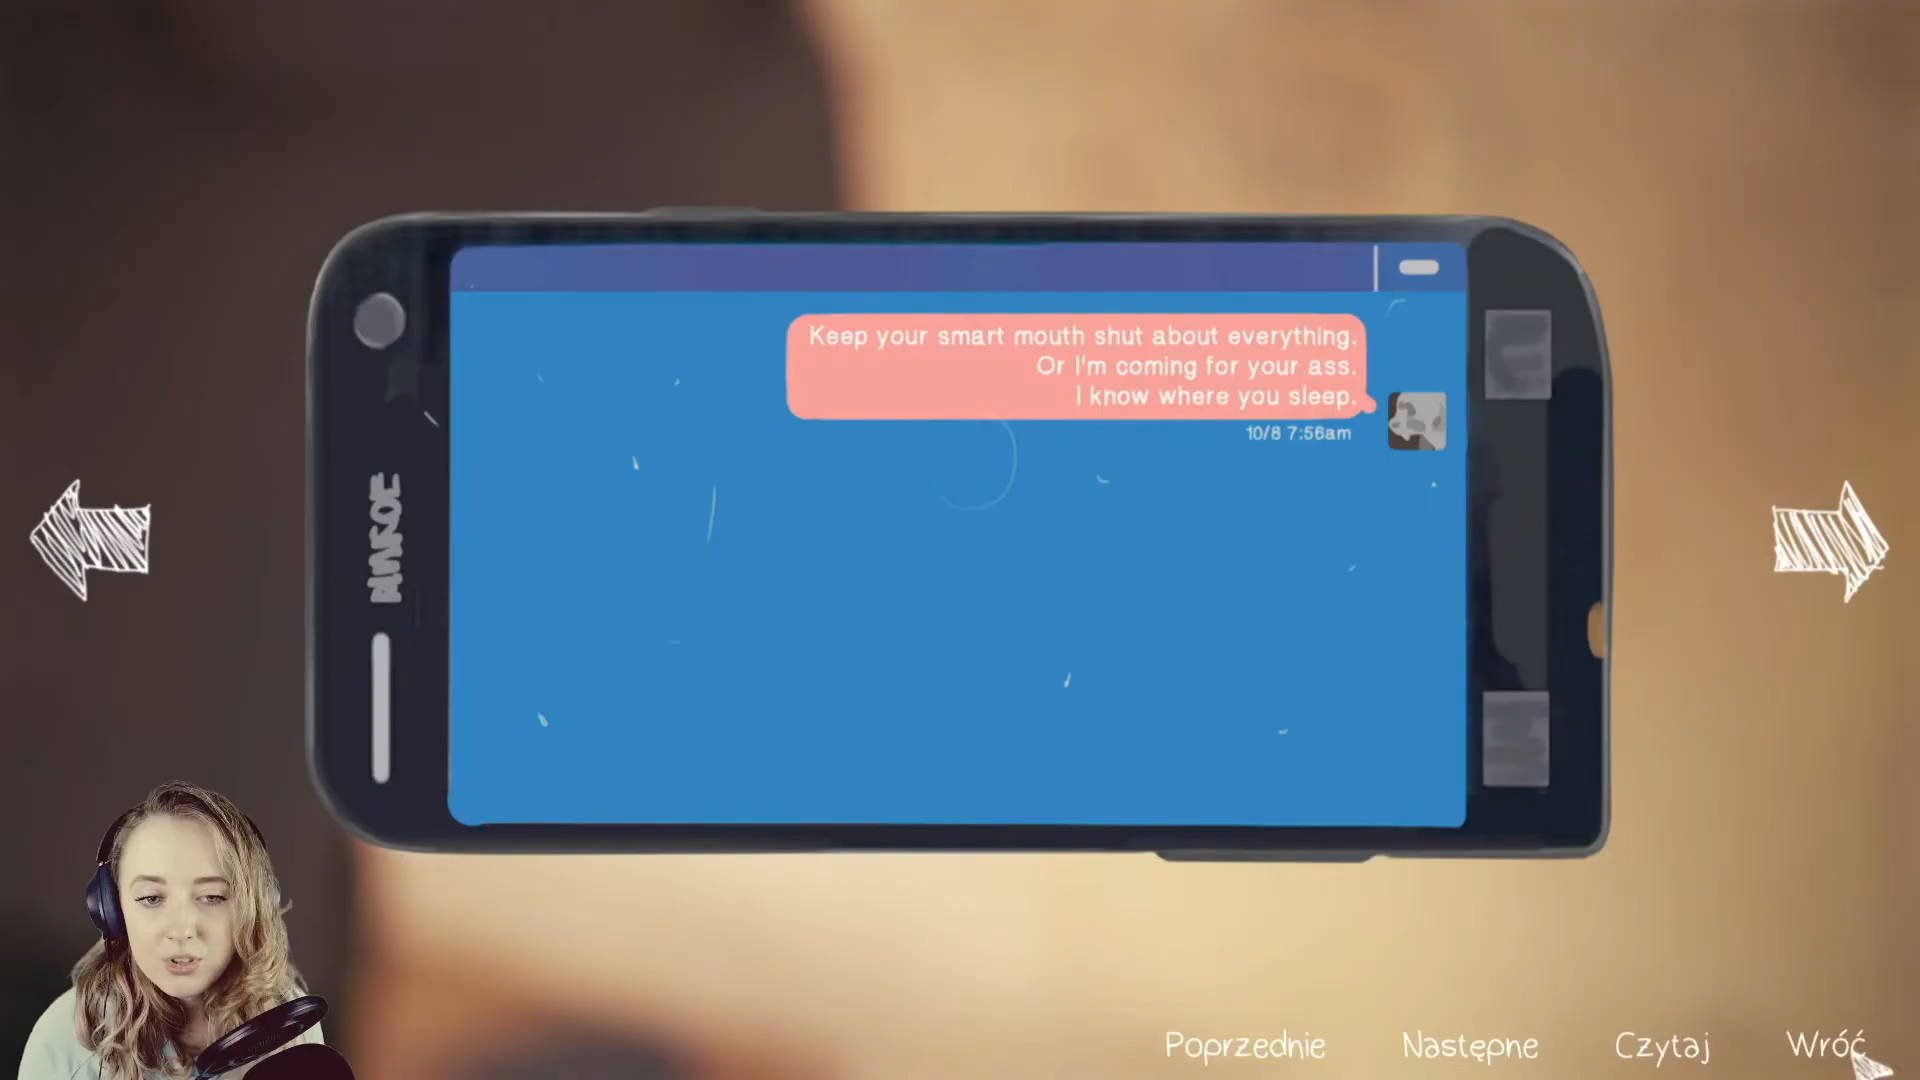 Keep your smart mouth shut about everything.
Or I'm coming for your ass.
I know where you sleep.
10/8 7:56am
Poprzednie Następne Czytaj Wróć